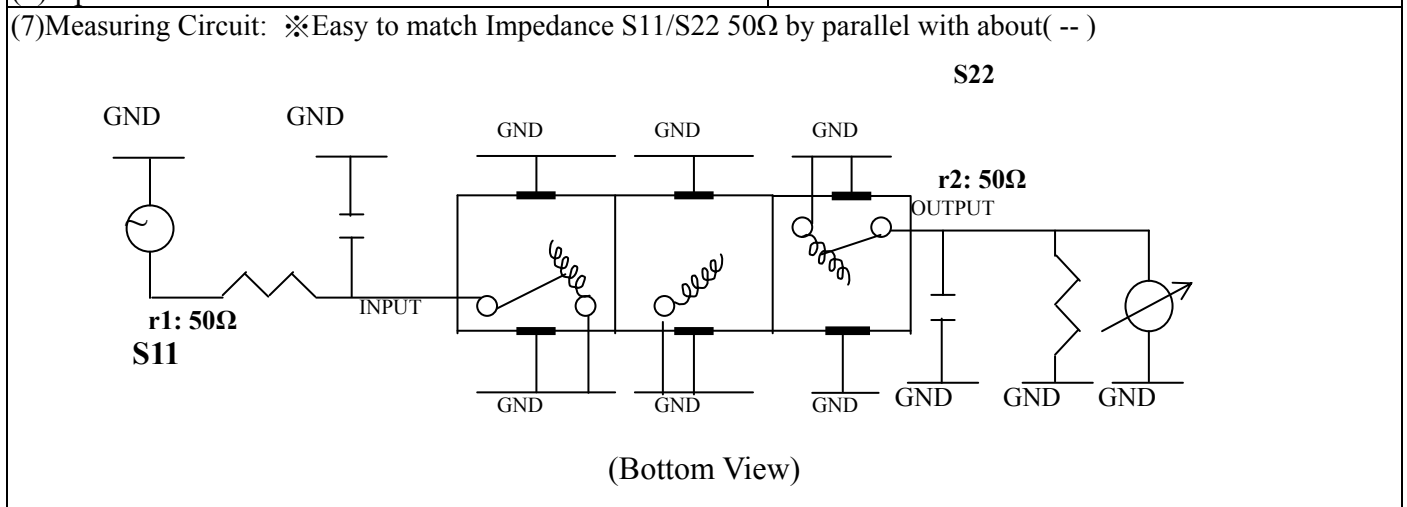 (7)Measuring Circuit: ※Easy to match Impedance S11/S22 50Ω by parallel with about( -- )
S22
GND GND GND GND GND
r2: 50Ω
OUTPUT
INPUT
r1: 50Ω
S11
GND GND GND GND GND GND
(Bottom View)